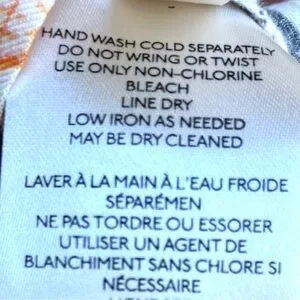 HAND WASH COLD SEPARATELY
DO NOT WRING OR TWIST
USE ONLY NON-CHLORINE
BLEACH
LINE DRY
LOW IRON AS NEEDED
MAY BE DRY CLEANED
LAVER À LA MAIN À L'EAU FROIDE
SÉPARÉMEN
NE PAS TORDRE OU ESSORER
UTILISER UN AGENT DE
BLANCHIMENT SANS CHLORE SI
NÉCESSAIRE